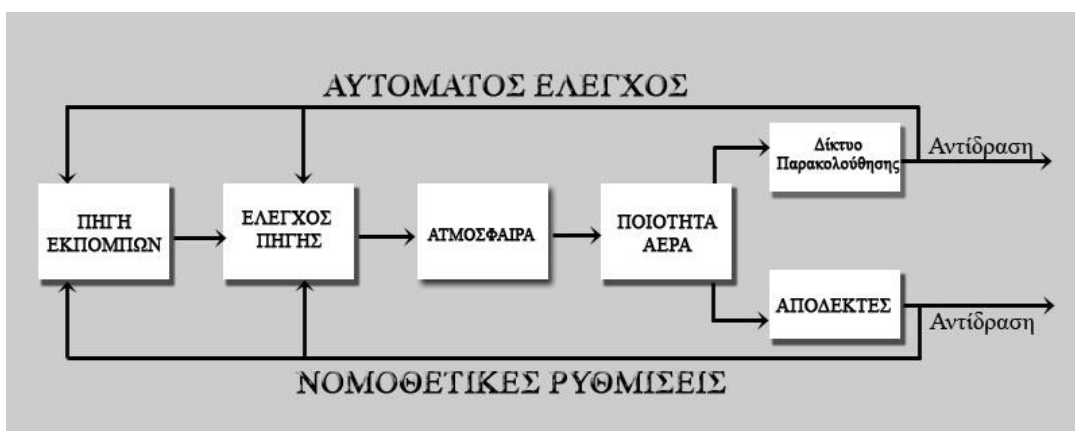 ΑΥΤΟΜΑΤΟΣ ΕΛΕΓΧΟΣ
Δίκτυο
Παρακολούθησης
Αντίδραση
ΠΗΓΗ
ΕΚΠΟΜΠΩΝ
ΕΛΕΓΧΟΣ
ΠΗΓΗΣ
ΑΤΜΟΣΦΑΙΡΑ
ΠΟΙΟΤΗΤΑ
ΑΕΡΑ
ΑΠΟΔΕΚΤΕΣ
Αντίδραση
ΝΟΜΟΘΕΤΙΚΕΣ ΡΥΘΜΙΣΕΙΣ